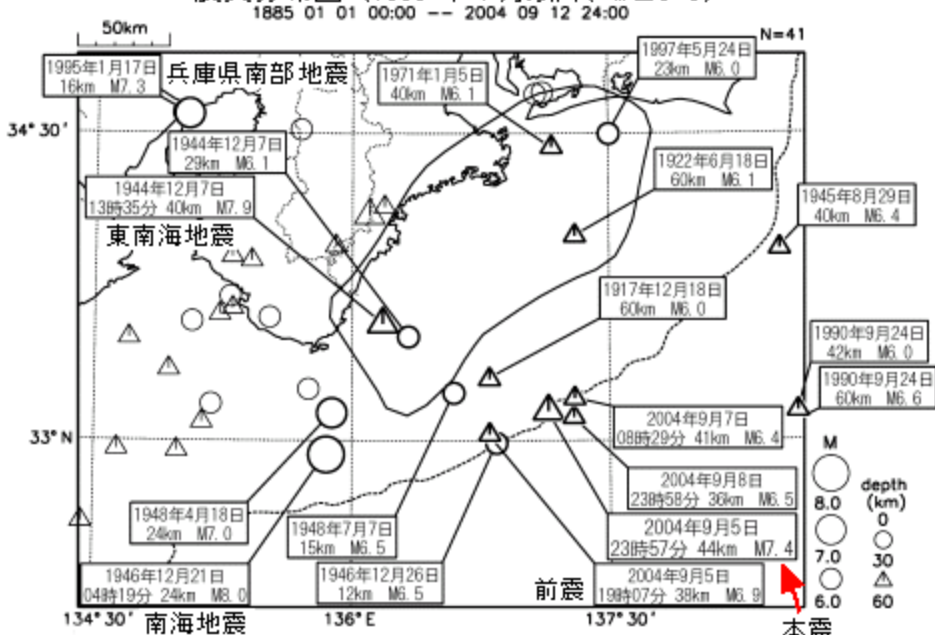 1885 01 01 00:00 -- 2004 09 12 24:00
50km
N=41
1995年1月17日
16km M7.3
兵庫県南部地震
1971年1月5日
40km M6.1
1997年5月24日
23km M6.0
34°30'
1944年12月7日
29km M6.1
1922年6月18日
60km M6.1
1944年12月7日
13時35分 40km M7.9
1945年8月29日
40km M6.4
東南海地震
1917年12月18日
60km M6.0
1990年9月24日
42km M6.0
1990年9月24日
60km M6.6
2004年9月7日
08時29分 41km M6.4
33°N
2004年9月8日
23時58分 36km M6.5
M
8.0
7.0
6.0
depth
(km)
0
30
60
1948年4月18日
24km M7.0
1948年7月7日
15km M6.5
2004年9月5日
23時57分 44km M7.4
1946年12月21日
04時19分 24km M8.0
1946年12月26日
12km M6.5
前震
2004年9月5日
19時07分 38km M6.9
134°30'
南海地震
136°E
137°30'
本震